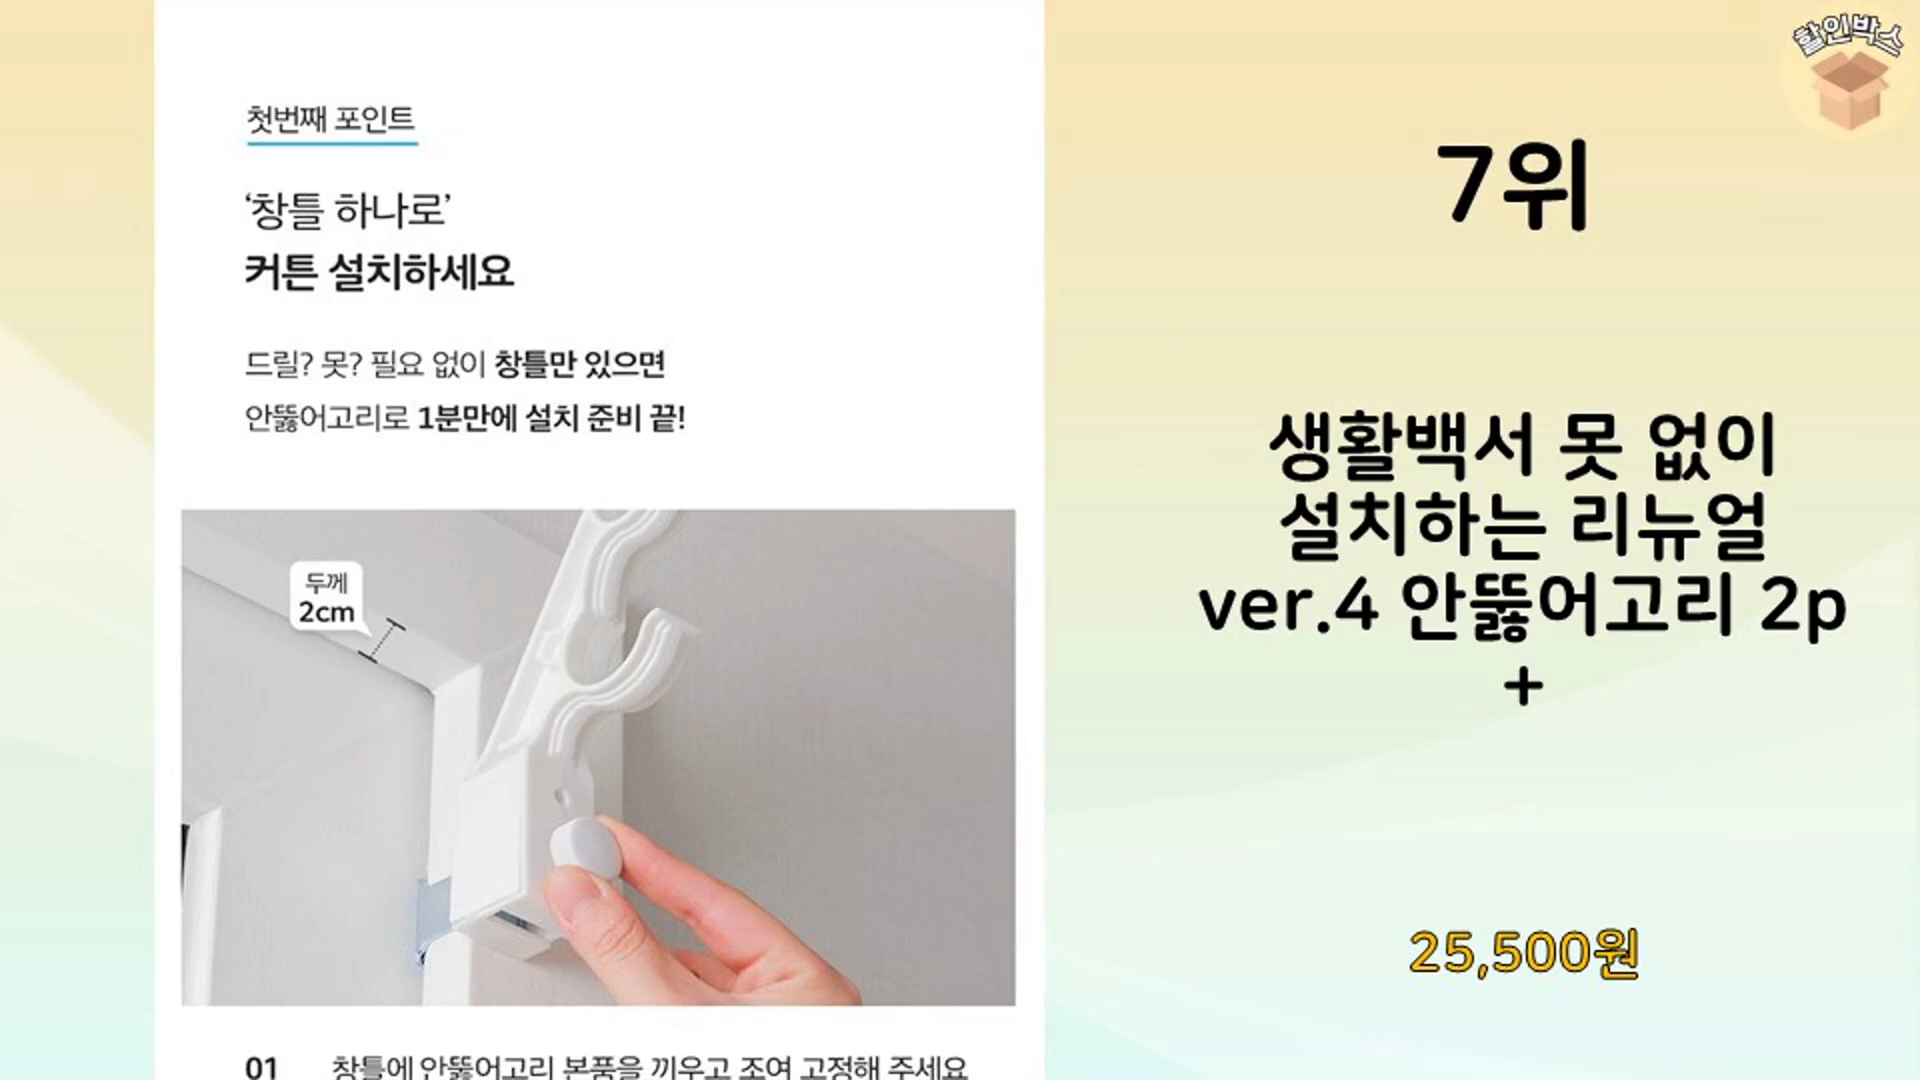 첫번째 포인트
‘창틀 하나로’
커튼 설치하세요
드릴? 못? 필요 없이 창틀만 있으면
안뚫어고리로 1분만에 설치 준비 끝!
두께
2cm
01 창틀에 안뚫어고리 본품을 끼우고 조여 고정해 주세요
할인박스
7위
생활백서 못 없이
설치하는 리뉴얼
ver.4 안뚫어고리 2p
+
25,500원